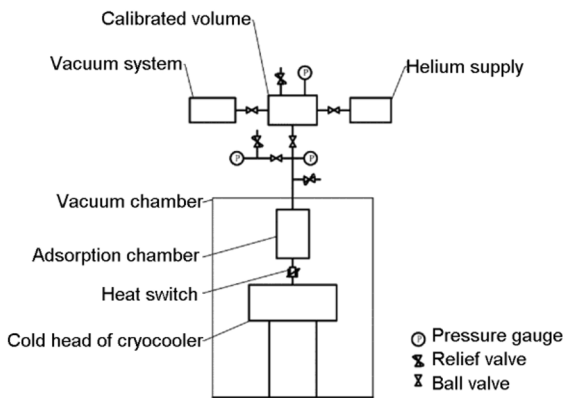 Calibrated volume
Vacuum system
Helium supply
P
P
P
Vacuum chamber
Adsorption chamber
Heat switch
Cold head of cryocooler
P Pressure gauge
Relief valve
Ball valve